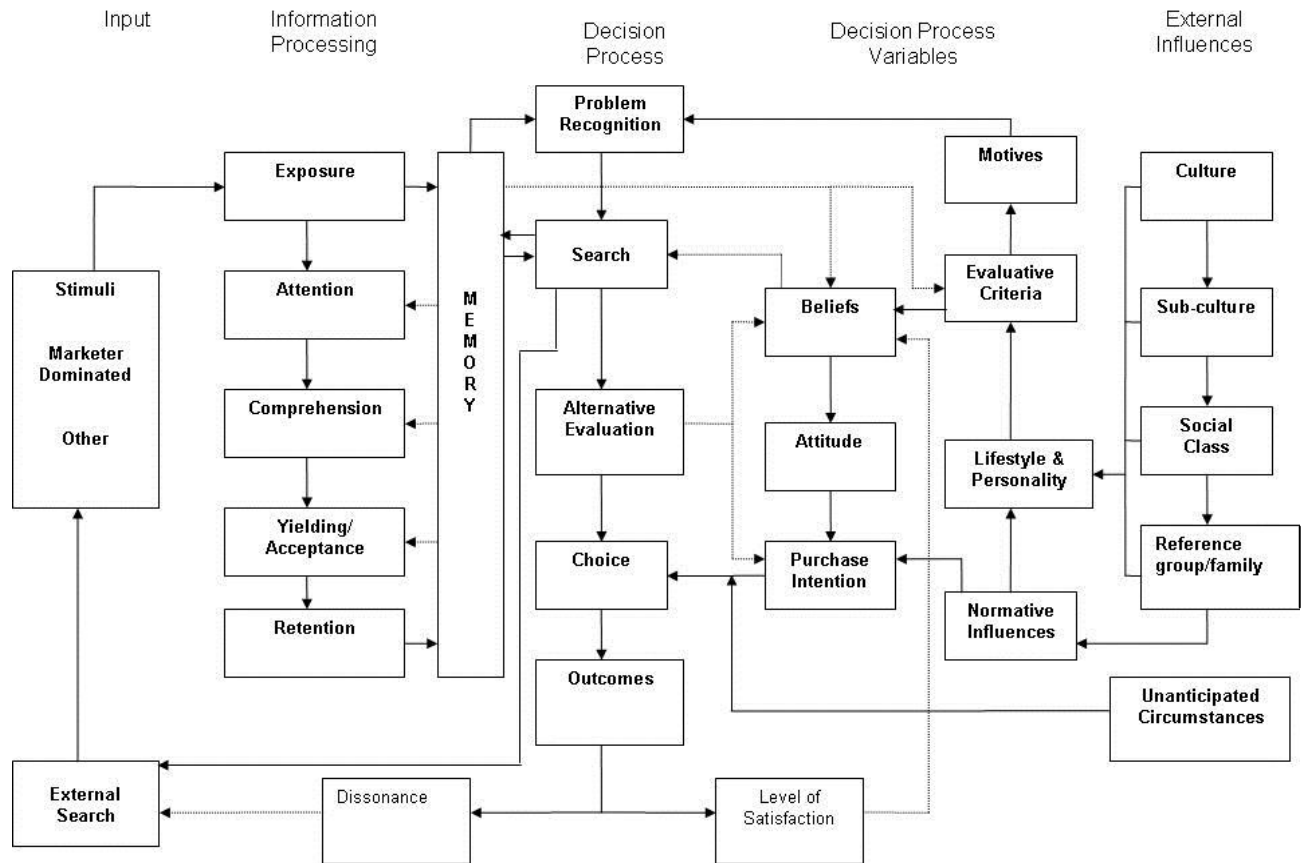 Input
Information
Processing
Decision
Process
Decision Process
Variables
External
Influences
Stimuli
Marketer
Dominated
Other
External
Search
Exposure
Attention
Comprehension
Yielding/
Acceptance
Retention
MEMORY
Problem
Recognition
Search
Alternative
Evaluation
Choice
Outcomes
Dissonance
Level of
Satisfaction
Beliefs
Attitude
Purchase
Intention
Motives
Evaluative
Criteria
Lifestyle &
Personality
Normative
Influences
Culture
Sub-culture
Social
Class
Reference
group/family
Unanticipated
Circumstances